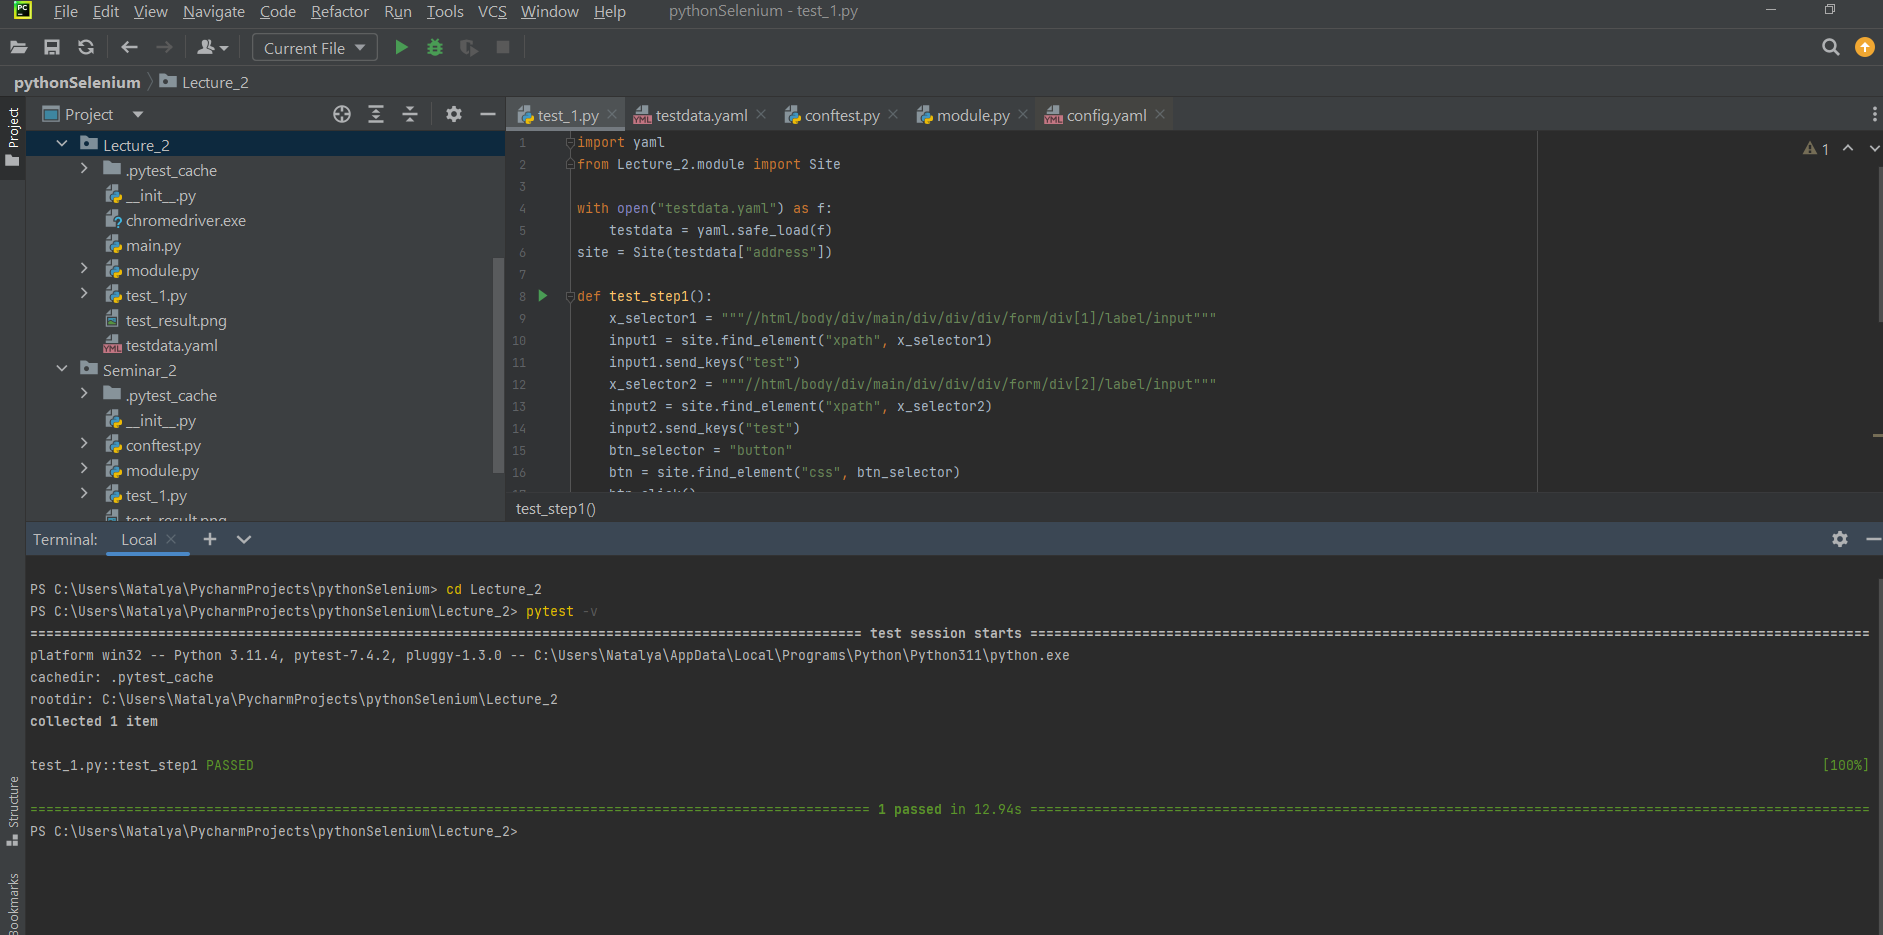 PC
File Edit View Navigate Code Refactor Run Tools VCS Window Help pythonSelenium - test_1.py
Current File
pythonSelenium Lecture_2
Project
Project
Lecture_2
.pytest_cache
__init__.py
chromedriver.exe
main.py
module.py
test_1.py
test_result.png
testdata.yaml
Seminar_2
.pytest_cache
__init__.py
conftest.py
module.py
test_1.py
test_result.png
test_1.py testdata.yaml conftest.py module.py config.yaml
1 import yaml
2 from Lecture_2.module import Site
3
4 with open("testdata.yaml") as f:
5 testdata = yaml.safe_load(f)
6 site = Site(testdata["address"])
7
8 def test_step1():
9 x_selector1 = """//html/body/div/main/div/div/div/form/div[1]/label/input"""
10 input1 = site.find_element("xpath", x_selector1)
11 input1.send_keys("test")
12 x_selector2 = """//html/body/div/main/div/div/div/form/div[2]/label/input"""
13 input2 = site.find_element("xpath", x_selector2)
14 input2.send_keys("test")
15 btn_selector = "button"
16 btn = site.find_element("css", btn_selector)
17 btn.click()
1
test_step1()
Terminal: Local
PS C:\Users\Natalya\PycharmProjects\pythonSelenium> cd Lecture_2
PS C:\Users\Natalya\PycharmProjects\pythonSelenium\Lecture_2> pytest -v
======================================================================================================== test session starts =========================================================================================================
platform win32 -- Python 3.11.4, pytest-7.4.2, pluggy-1.3.0 -- C:\Users\Natalya\AppData\Local\Programs\Python\Python311\python.exe
cachedir: .pytest_cache
rootdir: C:\Users\Natalya\PycharmProjects\pythonSelenium\Lecture_2
collected 1 item
test_1.py::test_step1 PASSED [100%]
========================================================================================================= 1 passed in 12.94s =========================================================================================================
PS C:\Users\Natalya\PycharmProjects\pythonSelenium\Lecture_2>
Structure
Bookmarks